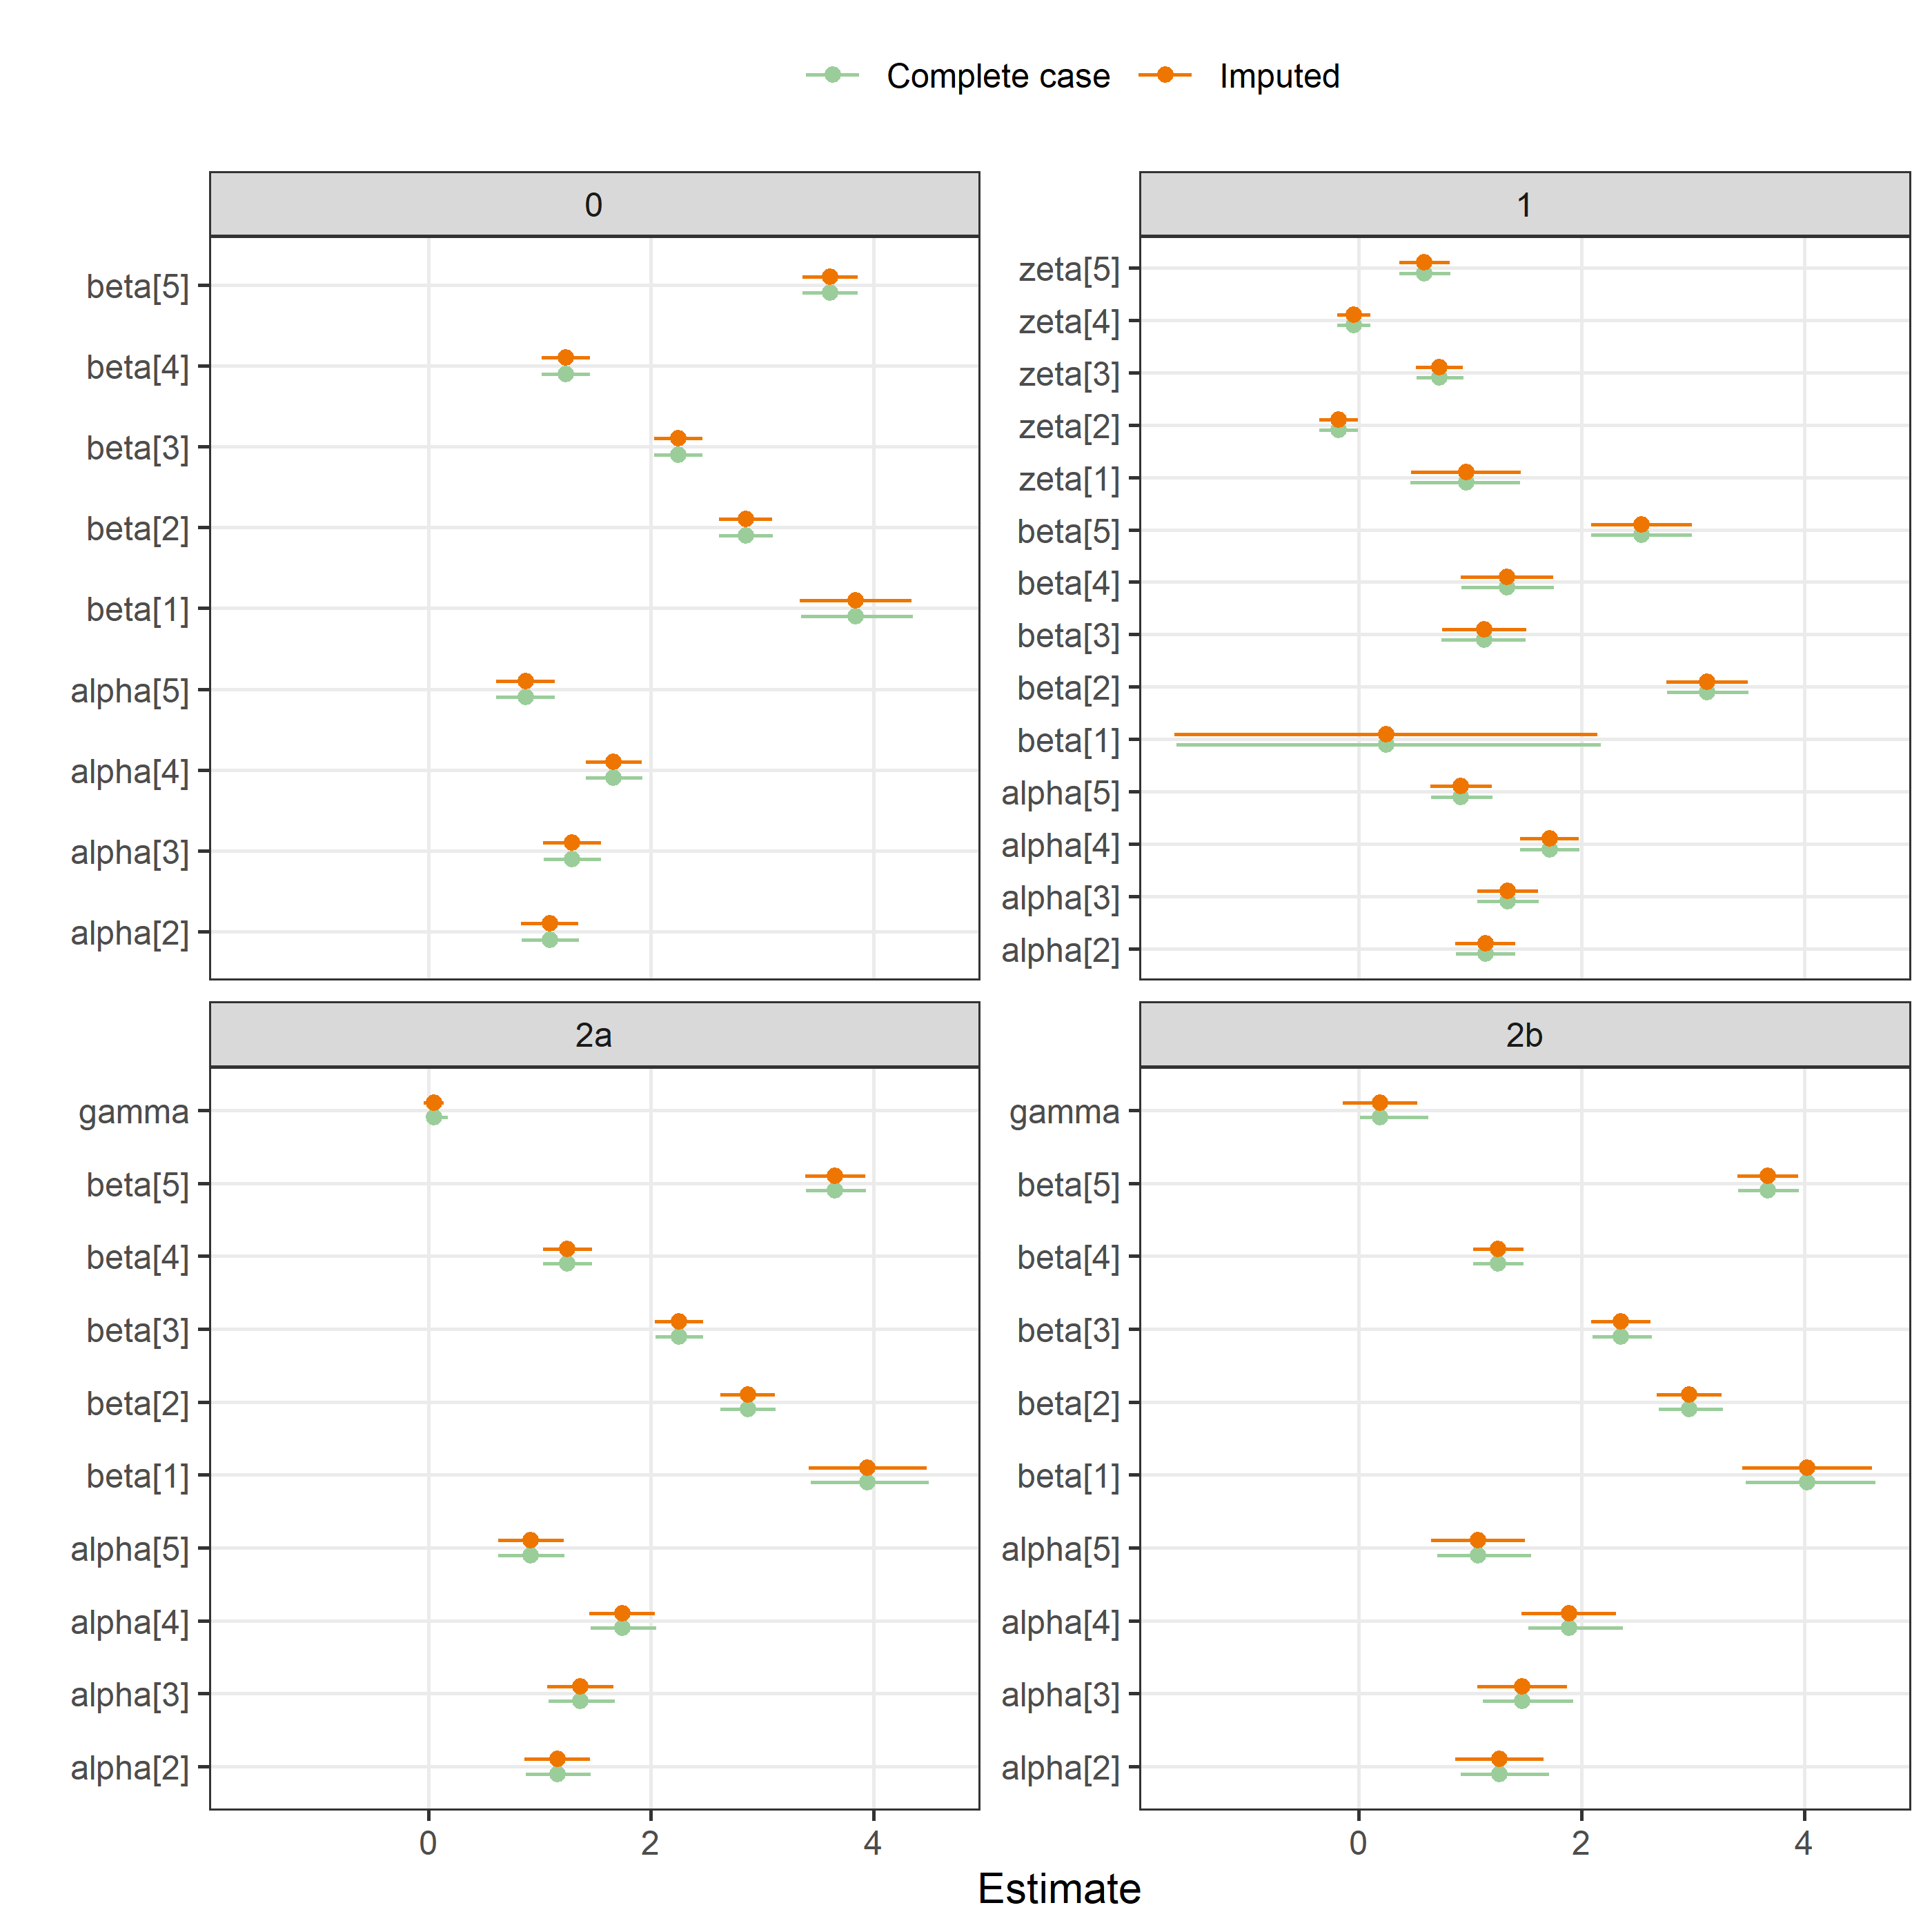 Complete case Imputed
0
beta[5]
beta[4]
beta[3]
beta[2]
beta[1]
alpha[5]
alpha[4]
alpha[3]
alpha[2]
1
zeta[5]
zeta[4]
zeta[3]
zeta[2]
zeta[1]
beta[5]
beta[4]
beta[3]
beta[2]
beta[1]
alpha[5]
alpha[4]
alpha[3]
alpha[2]
2a
gamma
beta[5]
beta[4]
beta[3]
beta[2]
beta[1]
alpha[5]
alpha[4]
alpha[3]
alpha[2]
0 2 4
2b
gamma
beta[5]
beta[4]
beta[3]
beta[2]
beta[1]
alpha[5]
alpha[4]
alpha[3]
alpha[2]
0 2 4
Estimate